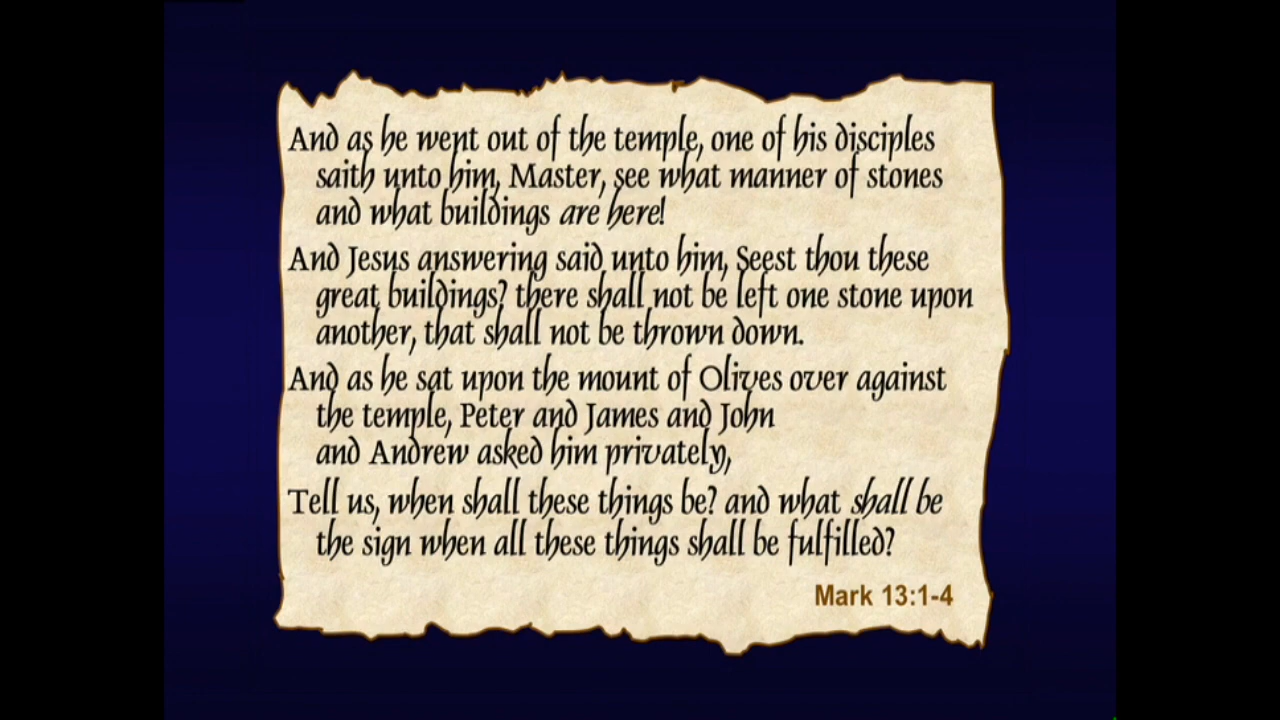 And as he went out of the temple, one of his disciples
saith unto him, Master, see what manner of stones
and what buildings are here!
And Jesus answering said unto him, Seest thou these
great buildings? there shall not be left one stone upon
another, that shall not be thrown down.
And as he sat upon the mount of Olives over against
the temple, Peter and James and John
and Andrew asked him privately,
Tell us, when shall these things be? and what shall be
the sign when all these things shall be fulfilled?
Mark 13:1-4